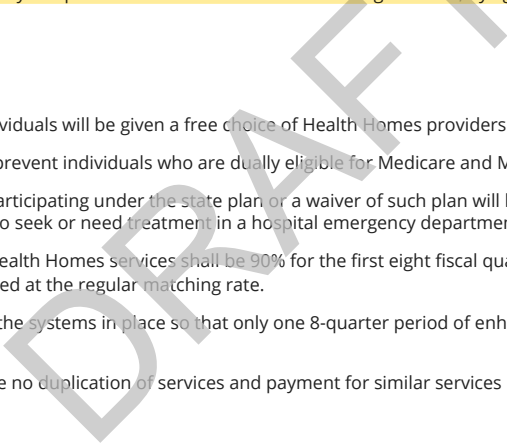 viduals will be given a free choice of Health Homes providers
prevent individuals who are dually eligible for Medicare and M
articipating under the state plan or a waiver of such plan will
o seek or need treatment in a hospital emergency departmen
ealth Homes services shall be 90% for the first eight fiscal qua
ed at the regular matching rate.
the systems in place so that only one 8-quarter period of enh
e no duplication of services and payment for similar services
DRAFT